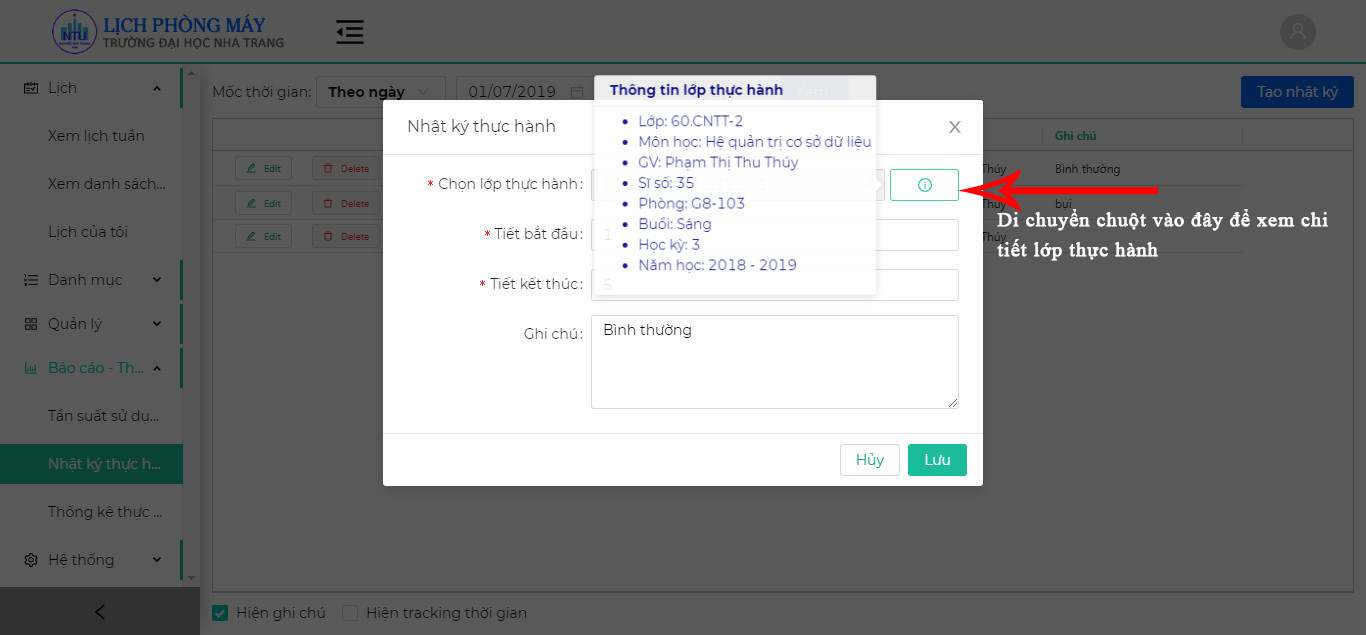 LỊCH PHÒNG MÁY
TRƯỜNG ĐẠI HỌC NHA TRANG
NTU
Lịch
Xem lịch tuần
Xem danh sách...
Lịch của tôi
Danh mục
Quản lý
Báo cáo - Th...
Tần suất sử dụ...
Nhật ký thực h...
Thống kê thực ...
Hệ thống
Mốc thời gian: Theo ngày 01/07/2019 Xem Tạo nhật ký
Ghi chú
Edit Delete Thúy Bình thường
Edit Delete Thúy bụi
Edit Delete Thúy
Nhật ký thực hành
* Chọn lớp thực hành:
* Tiết bắt đầu: 1
* Tiết kết thúc: 5
Ghi chú: Bình thường
Hủy Lưu
Thông tin lớp thực hành
• Lớp: 60.CNTT-2
• Môn học: Hệ quản trị cơ sở dữ liệu
• GV: Phạm Thị Thu Thúy
• Sĩ số: 35
• Phòng: G8-103
• Buổi: Sáng
• Học kỳ: 3
• Năm học: 2018 - 2019
Di chuyển chuột vào đây để xem chi
tiết lớp thực hành
Hiện ghi chú Hiện tracking thời gian